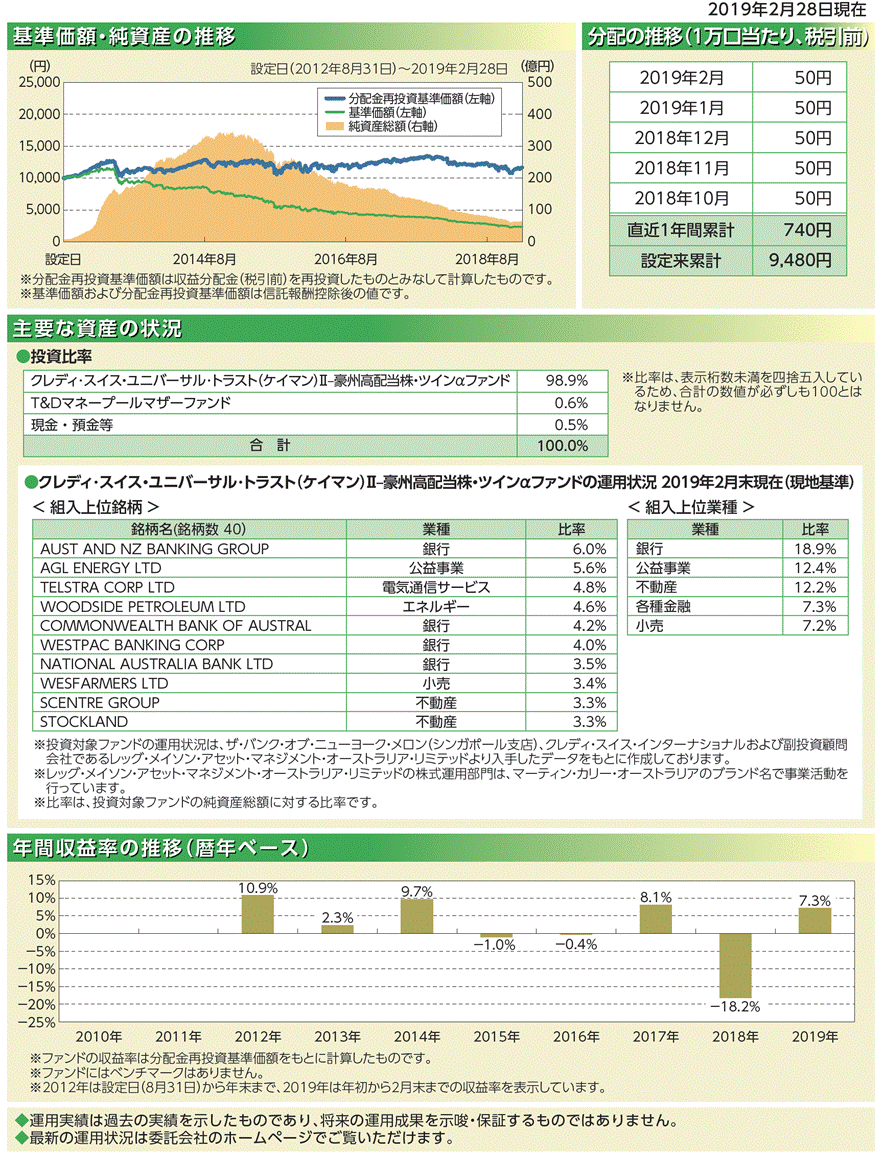 2019年2月28日現在
基準価額・純資産の推移
(円)
設定日(2012年8月31日)～2019年2月28日
(億円)
25,000
20,000
15,000
10,000
5,000
0
500
400
300
200
100
0
分配金再投資基準価額(左軸)
基準価額(左軸)
純資産総額(右軸)
設定日 2014年8月 2016年8月 2018年8月
※分配金再投資基準価額は収益分配金(税引前)を再投資したものとみなして計算したものです。
※基準価額および分配金再投資基準価額は信託報酬控除後の値です。
分配の推移(1万口当たり、税引前)
2019年2月 50円
2019年1月 50円
2018年12月 50円
2018年11月 50円
2018年10月 50円
直近1年間累計 740円
設定来累計 9,480円
主要な資産の状況
●投資比率
クレディ・スイス・ユニバーサル・トラスト(ケイマン)Ⅱ-豪州高配当株・ツインαファンド 98.9%
T&Dマネープールマザーファンド 0.6%
現金・預金等 0.5%
合 計 100.0%
※比率は、表示桁数未満を四捨五入してい
るため、合計の数値が必ずしも100とは
なりません。
●クレディ・スイス・ユニバーサル・トラスト(ケイマン)Ⅱ-豪州高配当株・ツインαファンドの運用状況 2019年2月末現在(現地基準)
< 組入上位銘柄 >
銘柄名(銘柄数 40) 業種 比率
AUST AND NZ BANKING GROUP 銀行 6.0%
AGL ENERGY LTD 公益事業 5.6%
TELSTRA CORP LTD 電気通信サービス 4.8%
WOODSIDE PETROLEUM LTD エネルギー 4.6%
COMMONWEALTH BANK OF AUSTRAL 銀行 4.2%
WESTPAC BANKING CORP 銀行 4.0%
NATIONAL AUSTRALIA BANK LTD 銀行 3.5%
WESFARMERS LTD 小売 3.4%
SCENTRE GROUP 不動産 3.3%
STOCKLAND 不動産 3.3%
< 組入上位業種 >
業種 比率
銀行 18.9%
公益事業 12.4%
不動産 12.2%
各種金融 7.3%
小売 7.2%
※投資対象ファンドの運用状況は、ザ・バンク・オブ・ニューヨーク・メロン(シンガポール支店)、クレディ・スイス・インターナショナルおよび副投資顧問
会社であるレッグ・メイソン・アセット・マネジメント・オーストラリア・リミテッドより入手したデータをもとに作成しております。
※レッグ・メイソン・アセット・マネジメント・オーストラリア・リミテッドの株式運用部門は、マーティン・カリー・オーストラリアのブランド名で事業活動を
行っています。
※比率は、投資対象ファンドの純資産総額に対する比率です。
年間収益率の推移(暦年ベース)
15%
10%
5%
0%
-5%
-10%
-15%
-20%
-25%
10.9%
2.3%
9.7%
-1.0%
-0.4%
8.1%
-18.2%
7.3%
2010年 2011年 2012年 2013年 2014年 2015年 2016年 2017年 2018年 2019年
※ファンドの収益率は分配金再投資基準価額をもとに計算したものです。
※ファンドにはベンチマークはありません。
※2012年は設定日(8月31日)から年末まで、2019年は年初から2月末までの収益率を表示しています。
◆運用実績は過去の実績を示したものであり、将来の運用成果を示唆・保証するものではありません。
◆最新の運用状況は委託会社のホームページでご覧いただけます。